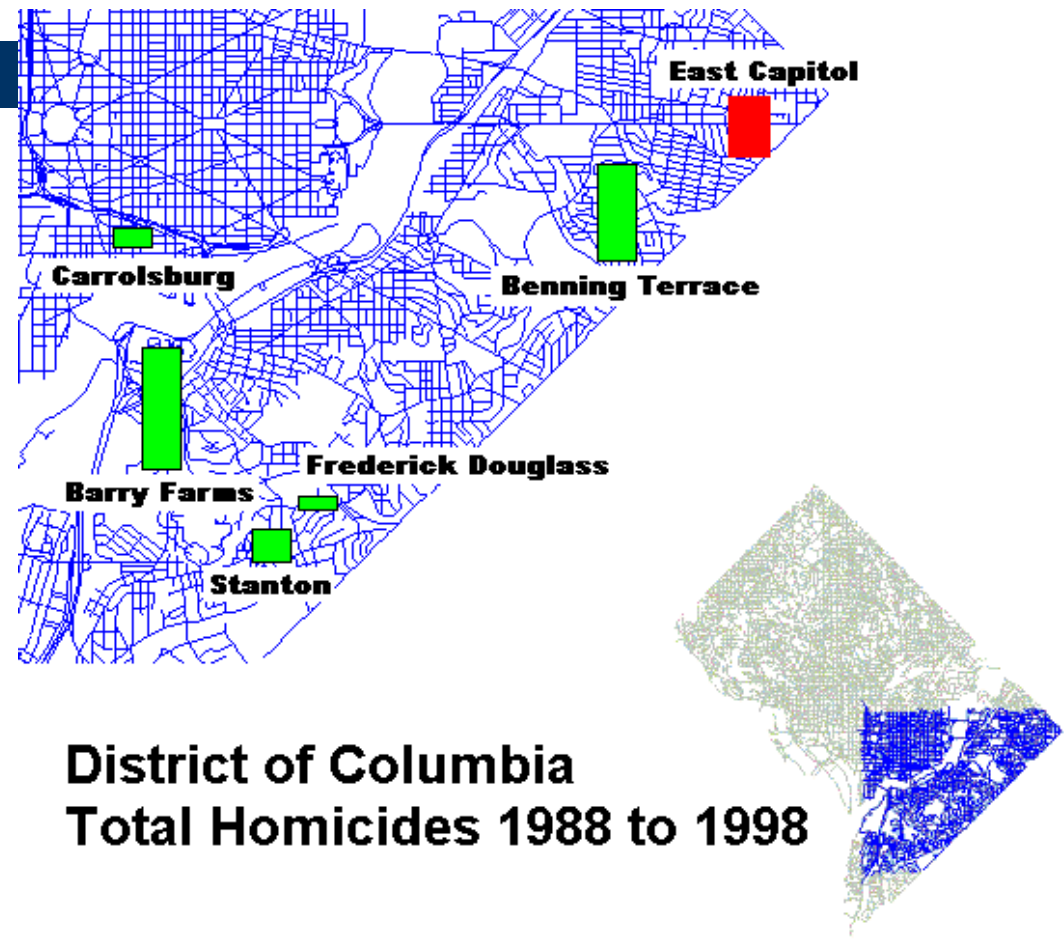 East Capitol
Carrolsburg
Benning Terrace
Frederick Douglass
Barry Farms
Stanton
District of Columbia
Total Homicides 1988 to 1998